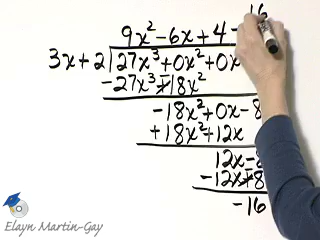 9x² - 6x + 4 - 16
3x + 2 ) 27x³ + 0x² + 0x
- 27x³ + 18x²
- 18x² + 0x - 8
+ 18x² + 12x
12x - 8
- 12x + 8
- 16
Elayn Martin-Gay